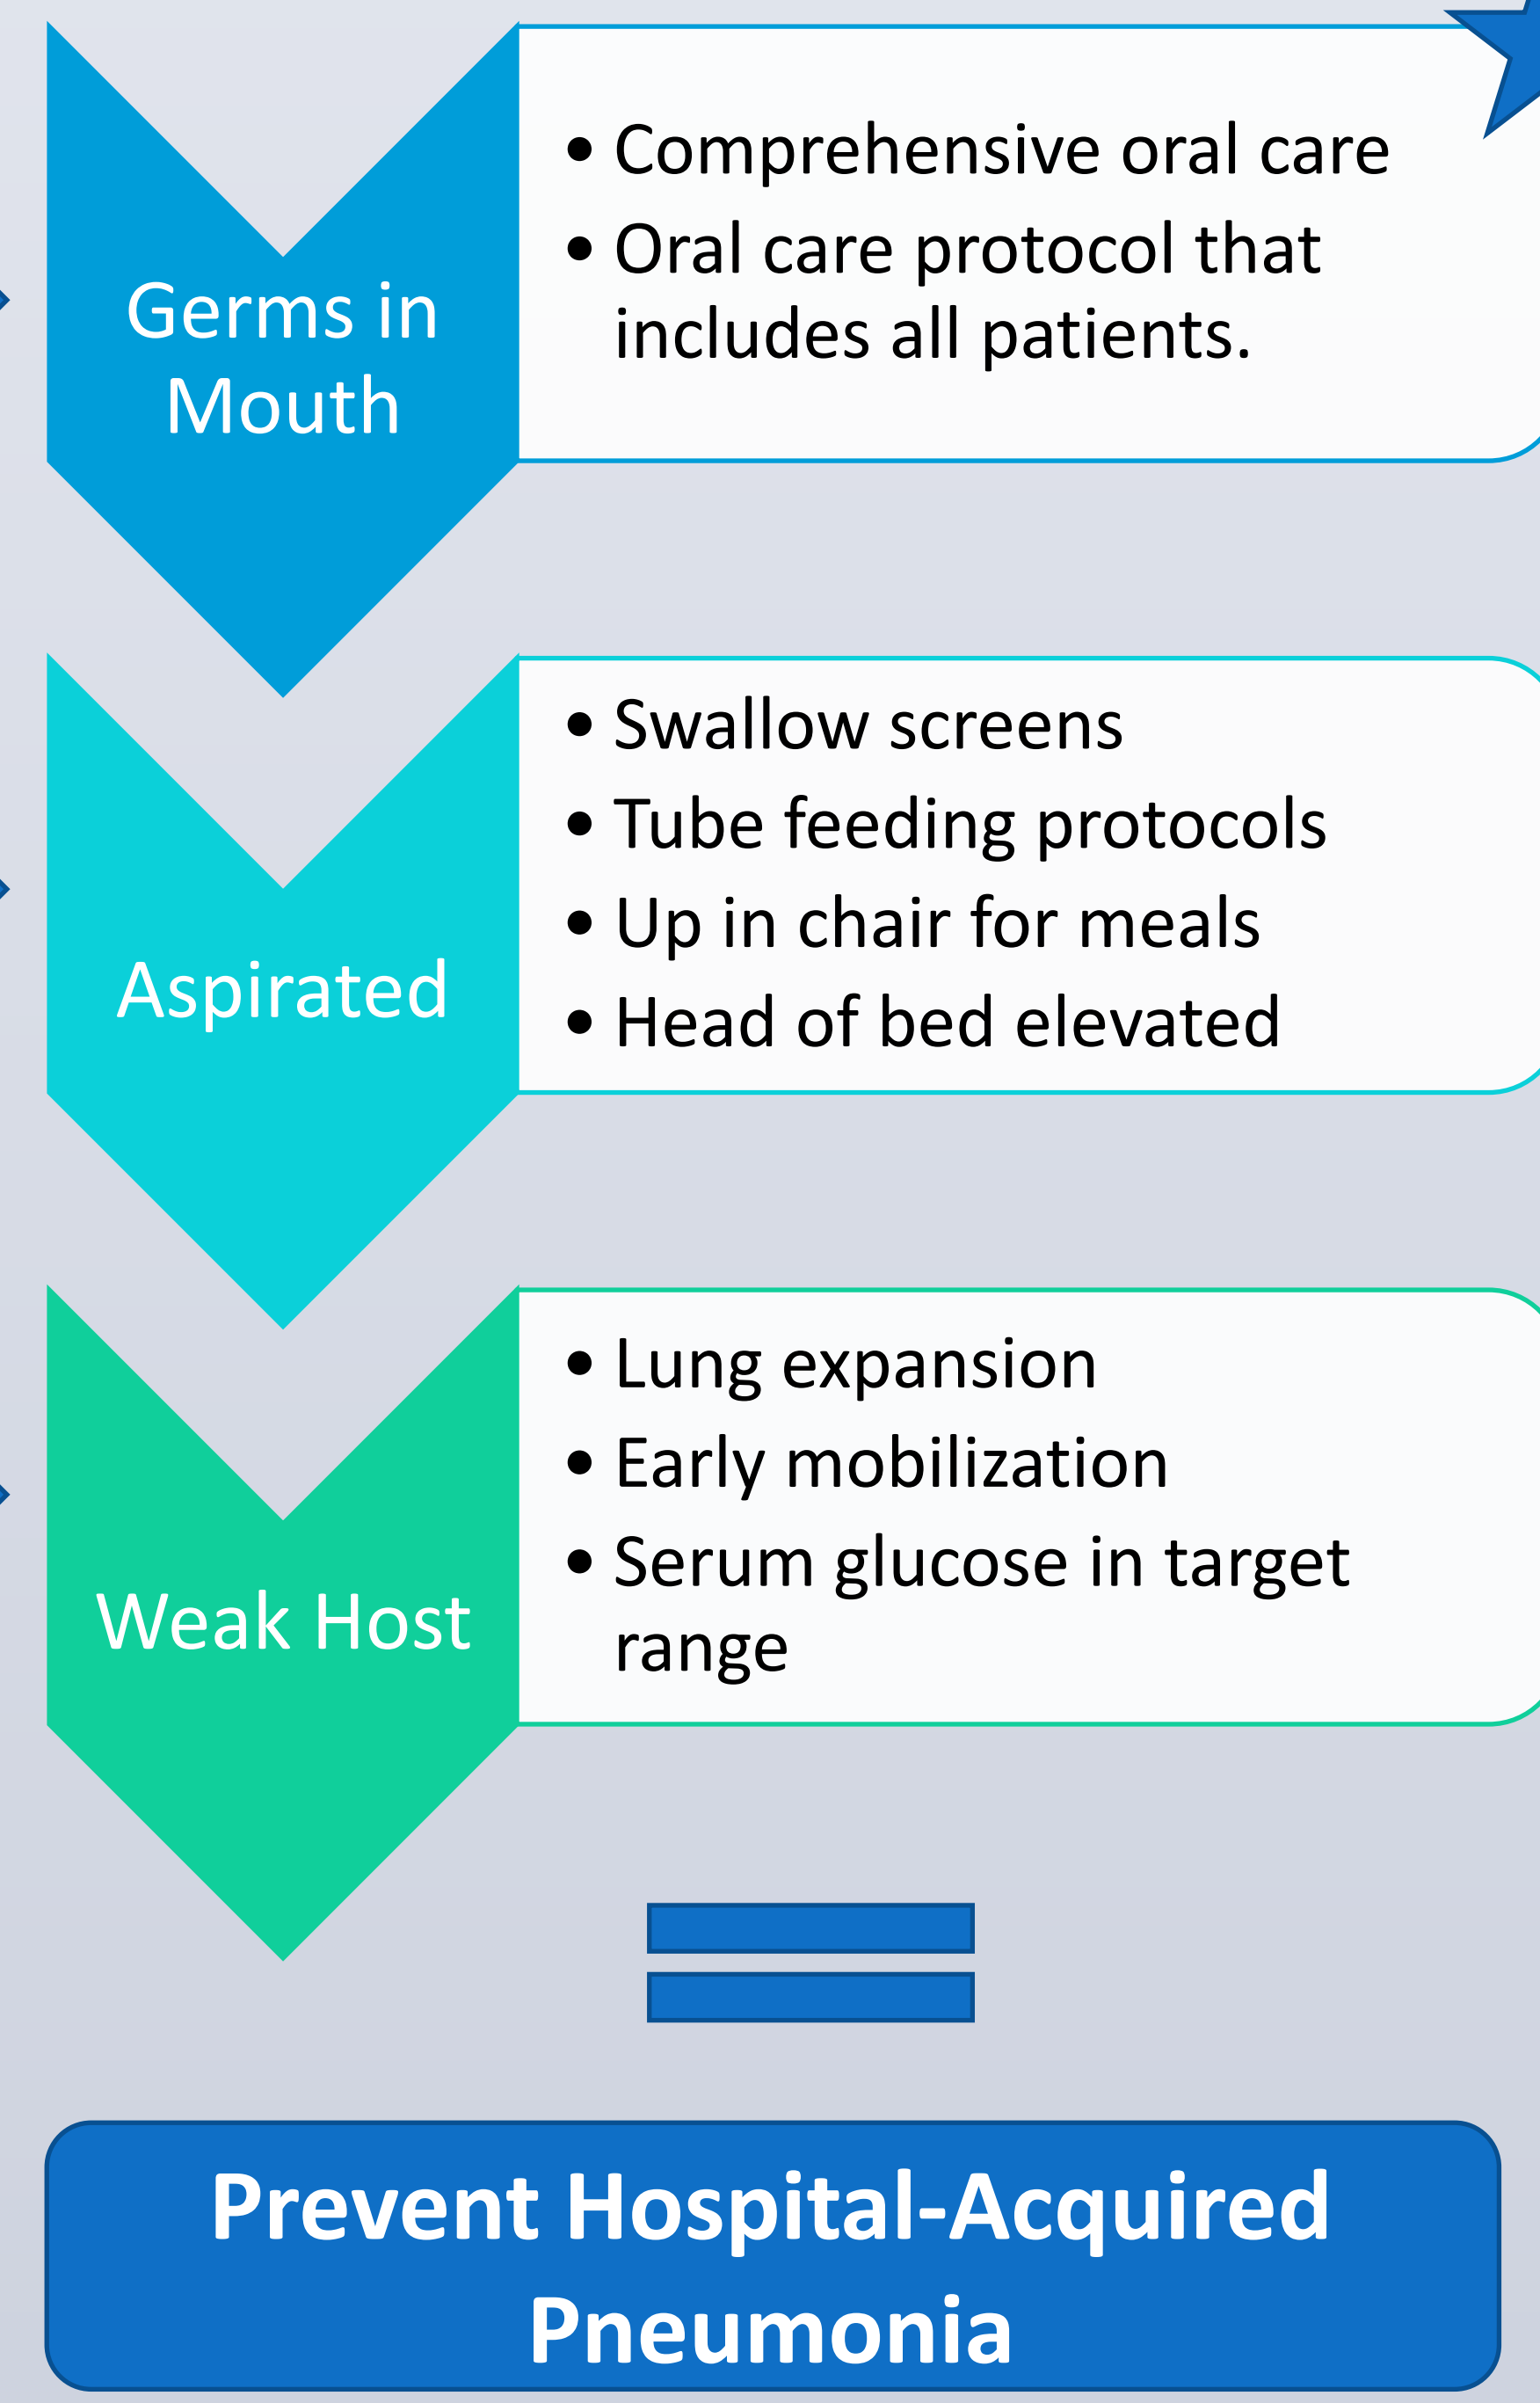 Germs in
Mouth
• Comprehensive oral care
• Oral care protocol that
includes all patients.
Aspirated
• Swallow screens
• Tube feeding protocols
• Up in chair for meals
• Head of bed elevated
Weak Host
• Lung expansion
• Early mobilization
• Serum glucose in target
range
Prevent Hospital-Acquired
Pneumonia